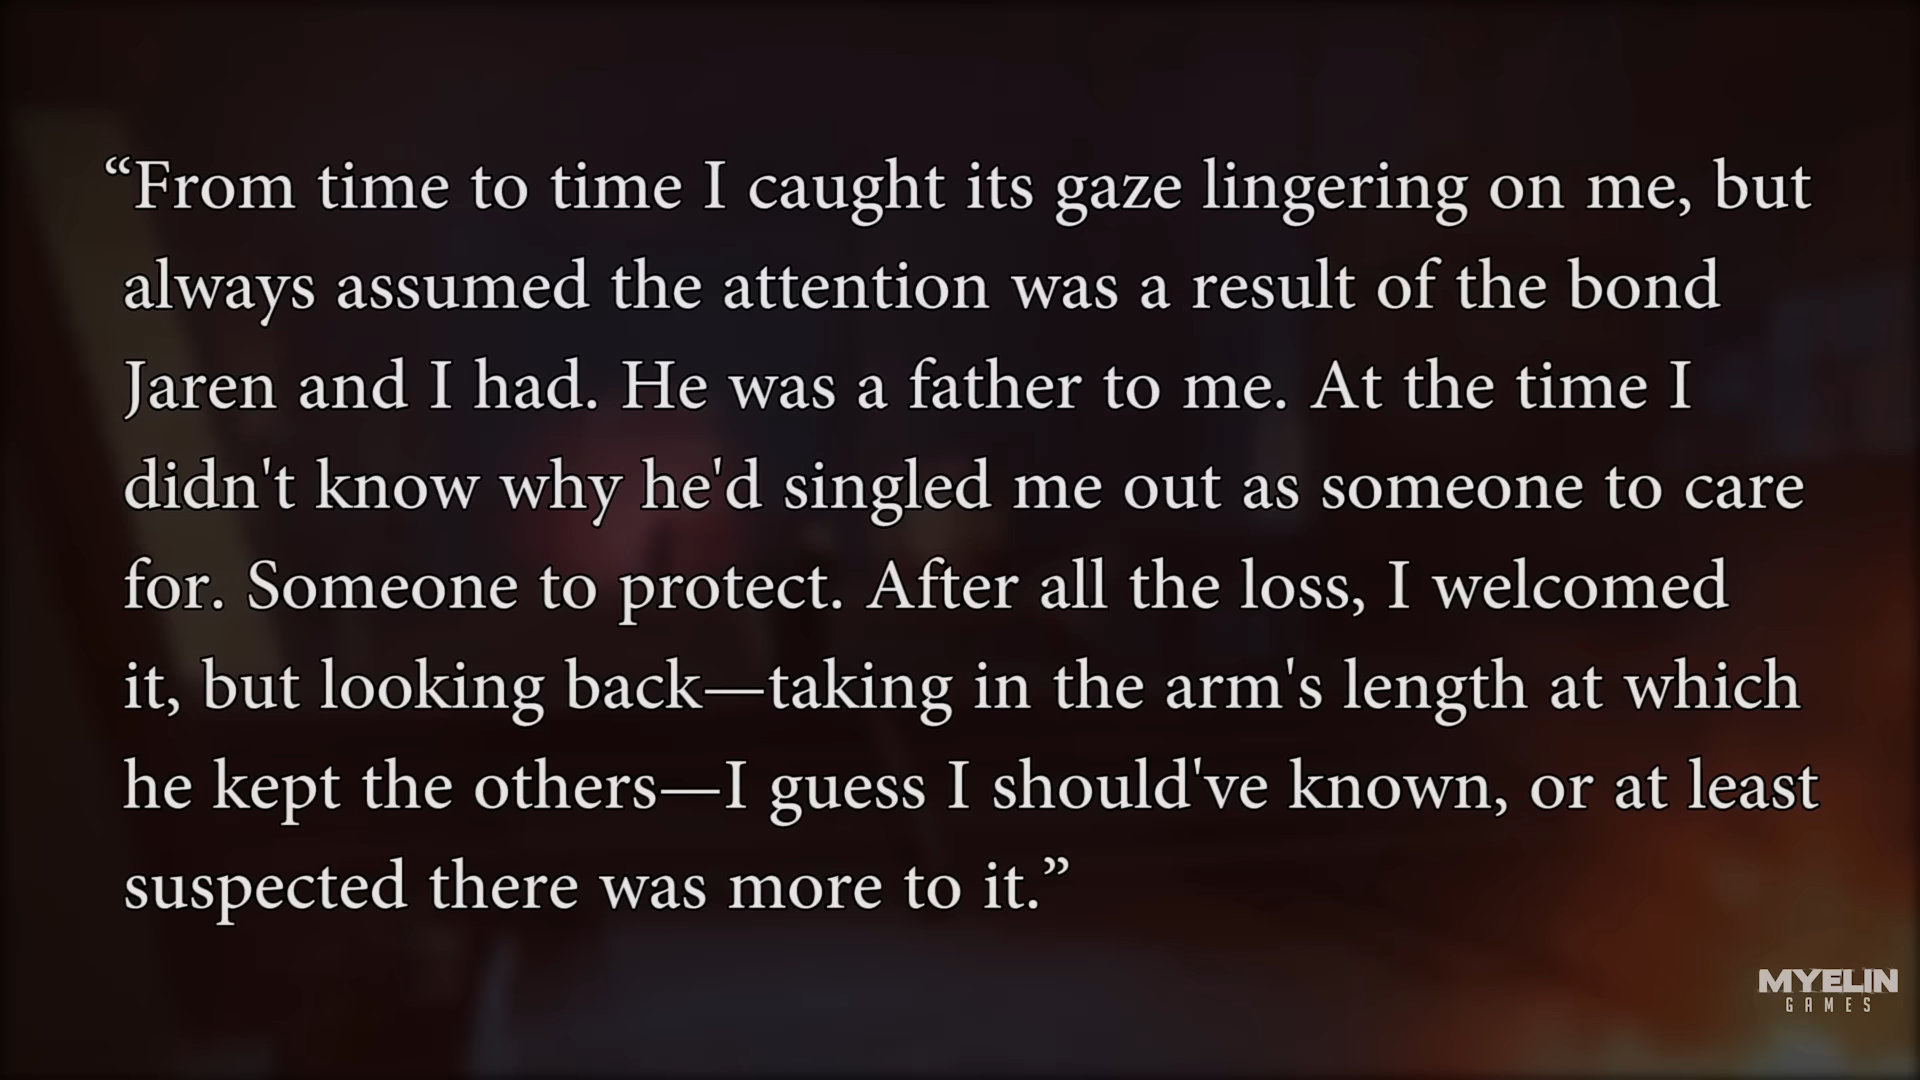 “From time to time I caught its gaze lingering on me, but
always assumed the attention was a result of the bond
Jaren and I had. He was a father to me. At the time I
didn't know why he'd singled me out as someone to care
for. Someone to protect. After all the loss, I welcomed
it, but looking back—taking in the arm's length at which
he kept the others—I guess I should've known, or at least
suspected there was more to it.”
MYELIN
GAMES